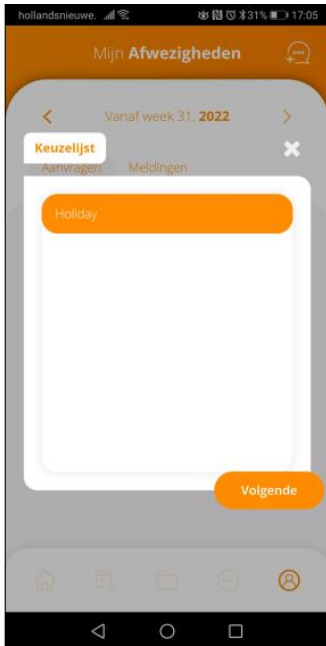 hollandsnieuwe. 31% 17:05
Mijn Afwezigheden
Vanaf week 31, 2022
Keuzelijst
Aanvragen Meldingen
Holiday
Volgende